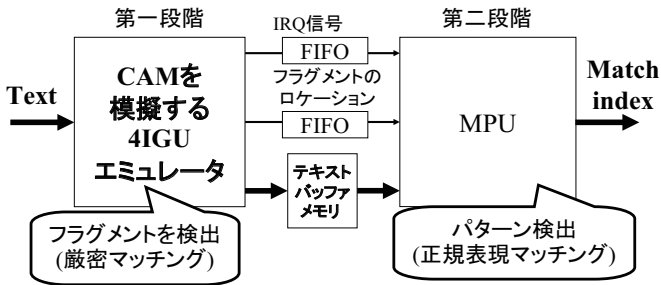 第一段階
IRQ信号
第二段階
Text
CAMを
模擬する
4IGU
エミュレータ
FIFO
フラグメントの
ロケーション
FIFO
テキスト
バッファ
メモリ
MPU
Match
index
フラグメントを検出
(厳密マッチング)
パターン検出
(正規表現マッチング)